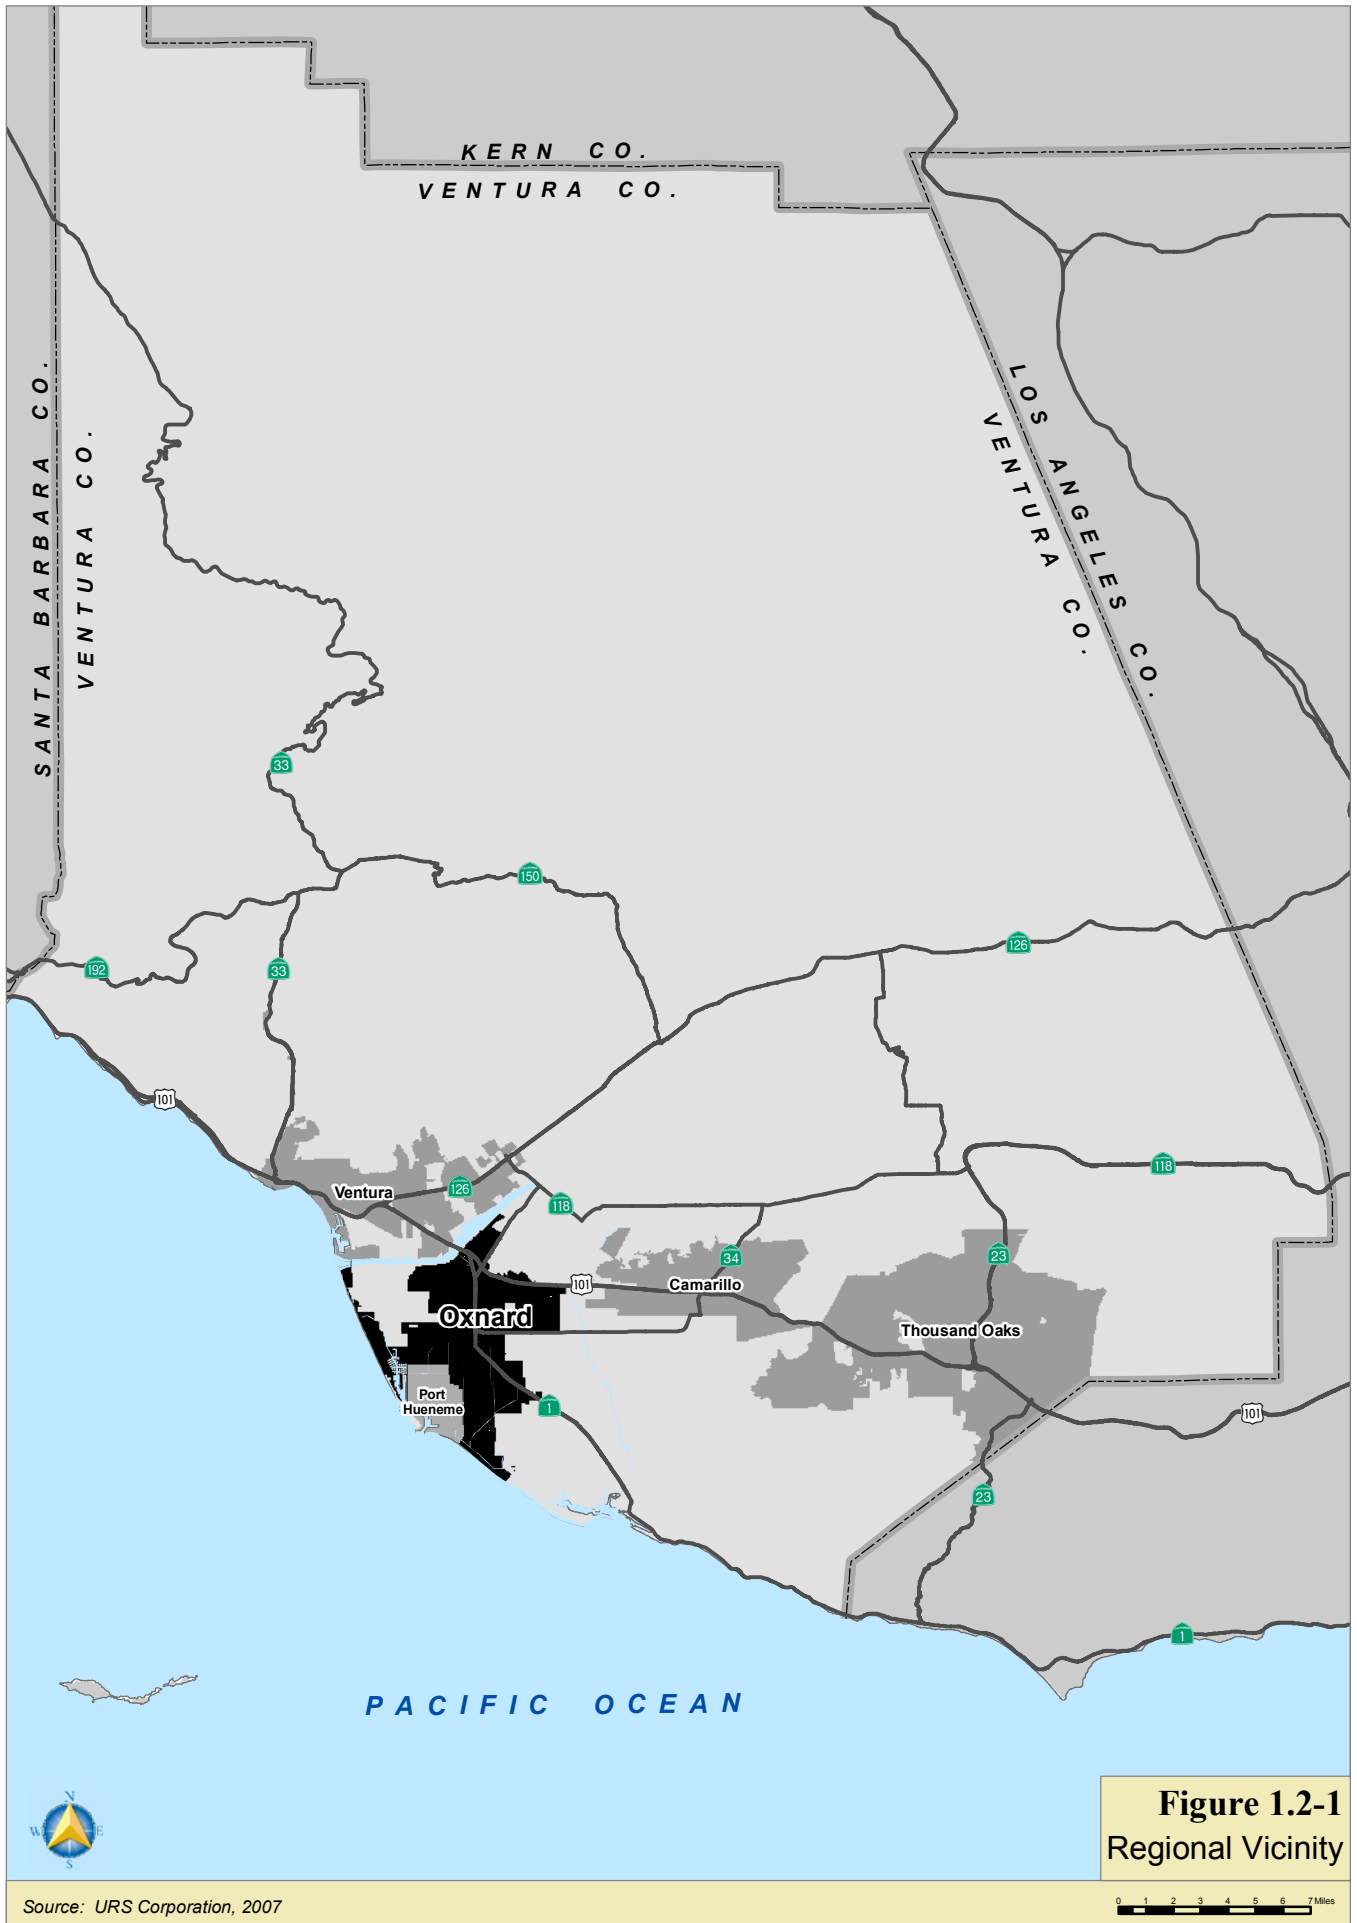 KERN CO.
VENTURA CO.
SANTA BARBARA CO.
VENTURA CO.
LOS ANGELES CO.
VENTURA CO.
33
150
126
192
33
101
118
Ventura
126
118
34
23
101
Camarillo
Oxnard
Thousand Oaks
Port
Hueneme
1
101
23
1
PACIFIC OCEAN
N
W E
S
Figure 1.2-1
Regional Vicinity
Source: URS Corporation, 2007
0 1 2 3 4 5 6 7 Miles